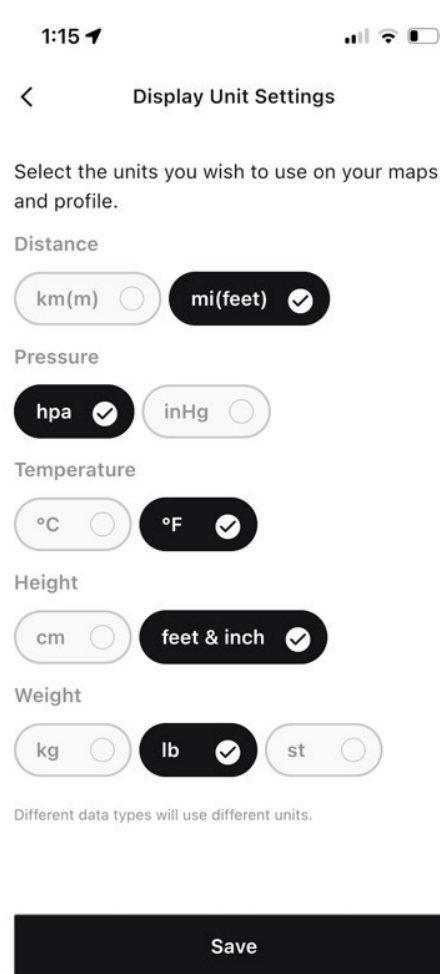 1:15
Display Unit Settings
Select the units you wish to use on your maps
and profile.
Distance
km(m) mi(feet)
Pressure
hpa inHg
Temperature
°C °F
Height
cm feet & inch
Weight
kg lb st
Different data types will use different units.
Save